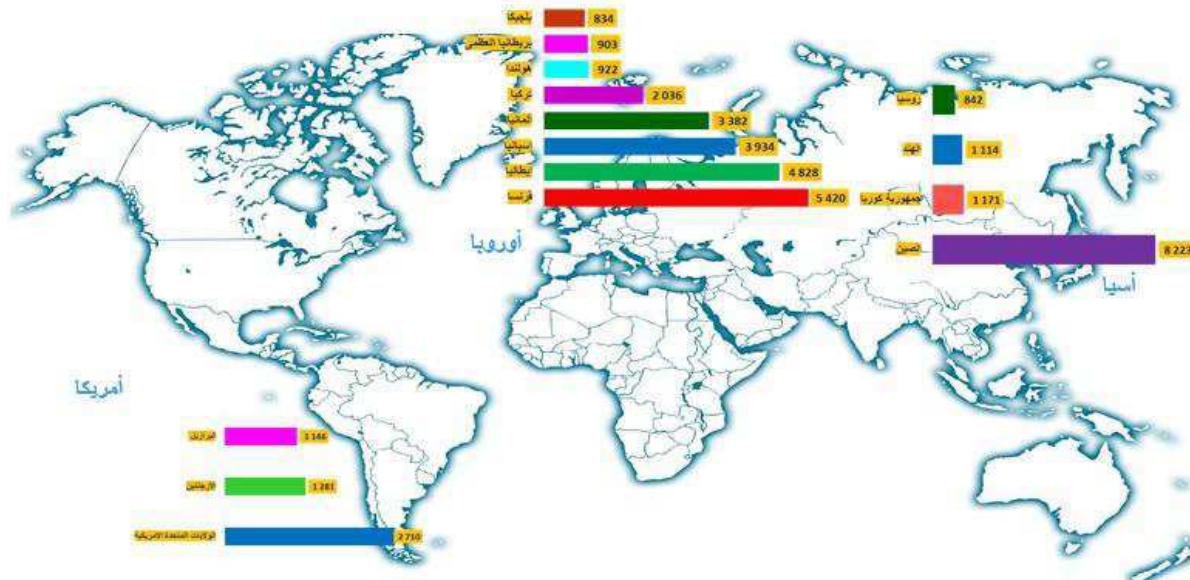 بلجيكا 834
بريطانيا العظمى 903
هولندا 922
تركيا 2 036
ألمانيا 3 382
إسبانيا 3 934
إيطاليا 4 828
فرنسا 5 420
أوروبا
روسيا 842
الهند 1 114
جمهورية كوريا 1 171
الصين 8 223
أسيا
أمريكا
البرازيل 1 146
الأرجنتين 1 281
الولايات المتحدة الامريكية 2 710